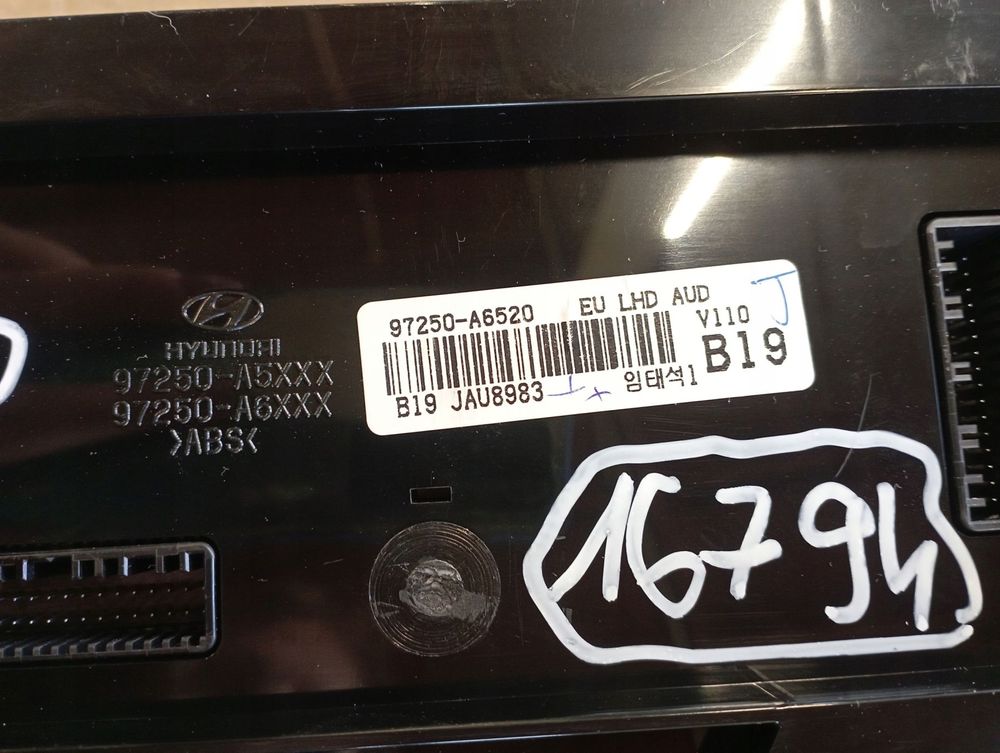 HYUNDAI
97250-A5XXX
97250-A6XXX
>ABS<
97250-A6520 EU LHD AUD
V110
B19
B19 JAU8983 임태석1
J
16794